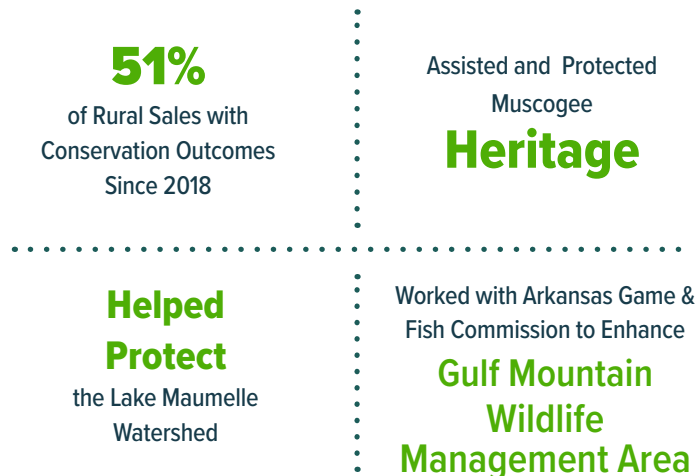 51%
of Rural Sales with
Conservation Outcomes
Since 2018
Assisted and Protected
Muscogee
Heritage
Helped
Protect
the Lake Maumelle
Watershed
Worked with Arkansas Game &
Fish Commission to Enhance
Gulf Mountain
Wildlife
Management Area